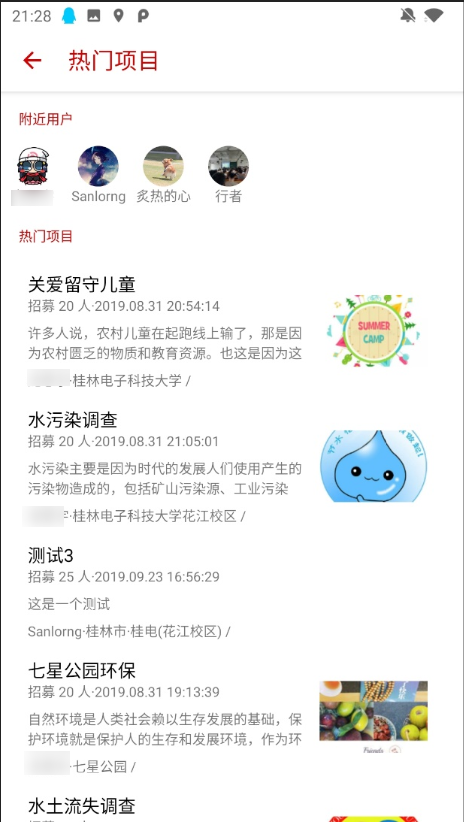 21:28
热门项目
附近用户
Sanlorng
炙热的心
行者
热门项目
关爱留守儿童
招募 20 人·2019.08.31 20:54:14
许多人说，农村儿童在起跑线上输了，那是因
为农村匮乏的物质和教育资源。也这是因为这
·桂林电子科技大学 /
SUMMER
CAMP
水污染调查
招募 20 人·2019.08.31 21:05:01
水污染主要是因为时代的发展人们使用产生的
污染物造成的，包括矿山污染源、工业污染
·桂林电子科技大学花江校区 /
测试3
招募 25 人·2019.09.23 16:56:29
这是一个测试
Sanlorng·桂林市·桂电(花江校区) /
七星公园环保
招募 20 人·2019.08.31 19:13:39
自然环境是人类社会赖以生存发展的基础，保
护环境就是保护人的生存和发展环境，作为环
·七星公园 /
Friends
水土流失调查